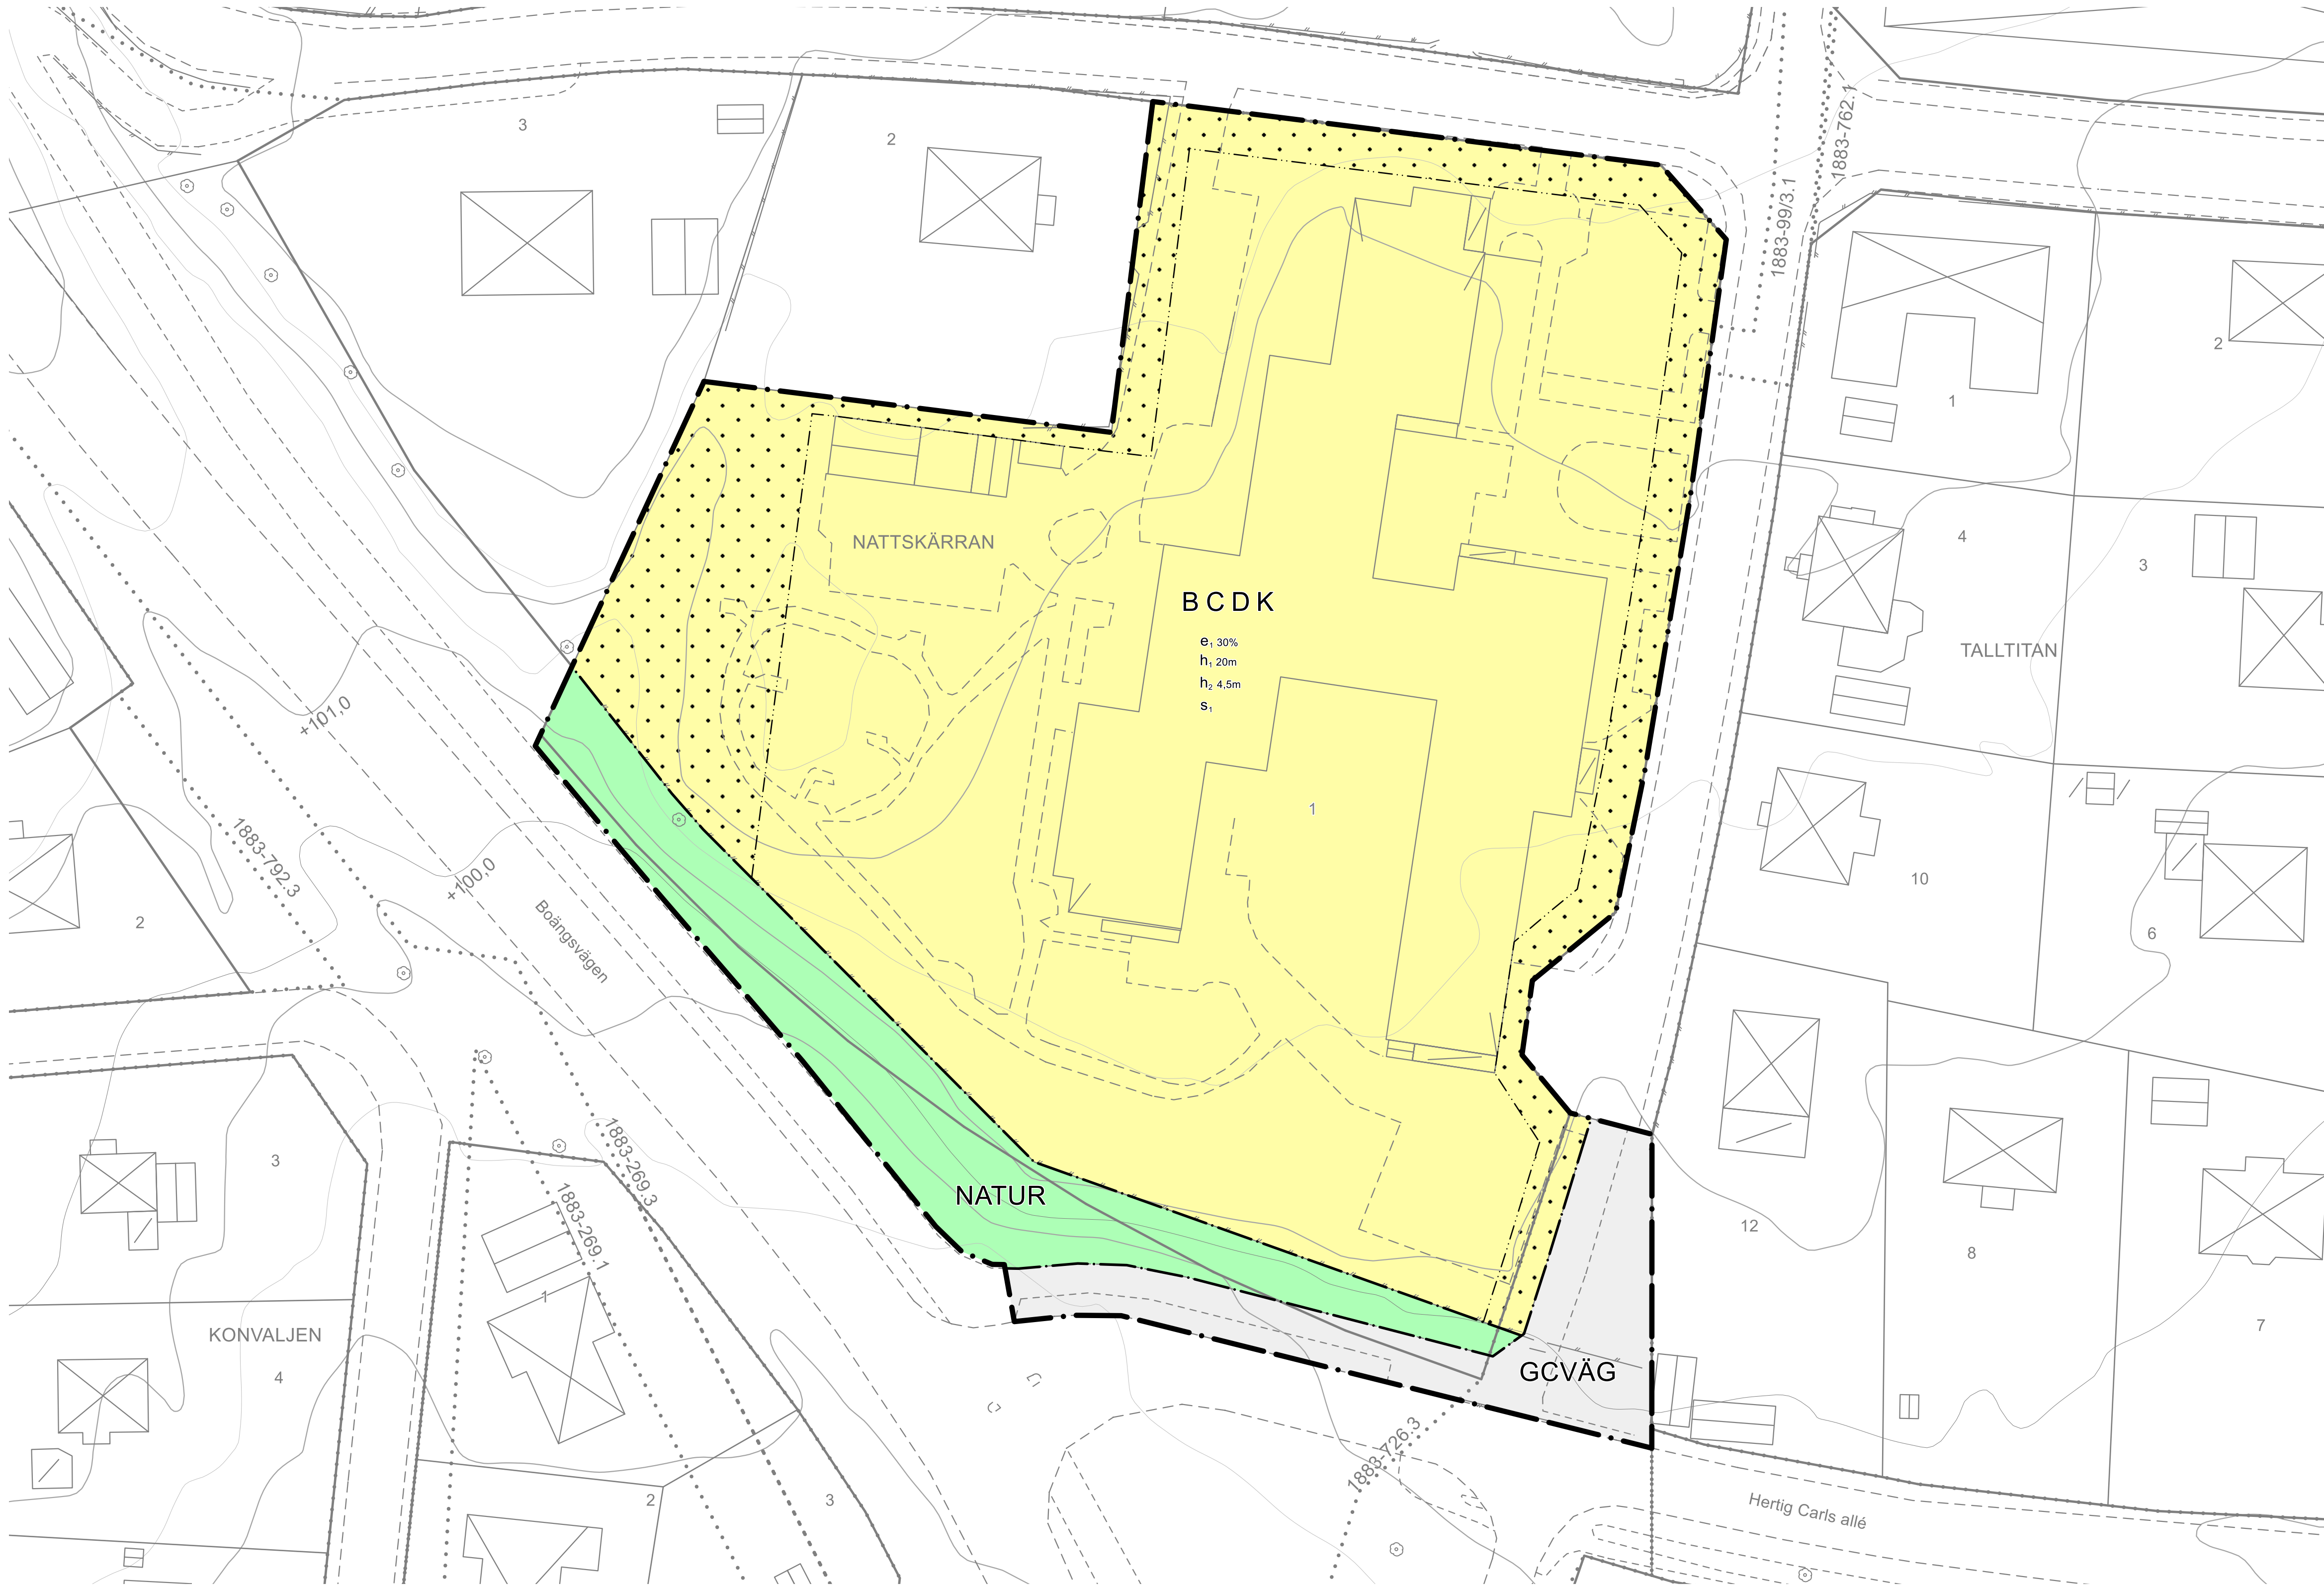 3
2
1883-762.1
1883-99/3.1
2
1
NATTSKÄRRAN
4
3
B C D K
e₁ 30%
h₁ 20m
h₂ 4,5m
s₁
TALLTITAN
+101,0
1
1883-792.3
+100,0
10
2
Boängsvägen
6
3
1883-269.3
NATUR
1883-269.1
12
8
1
KONVALJEN
7
4
GCVÄG
1883-726.3
2
3
Hertig Carls allé